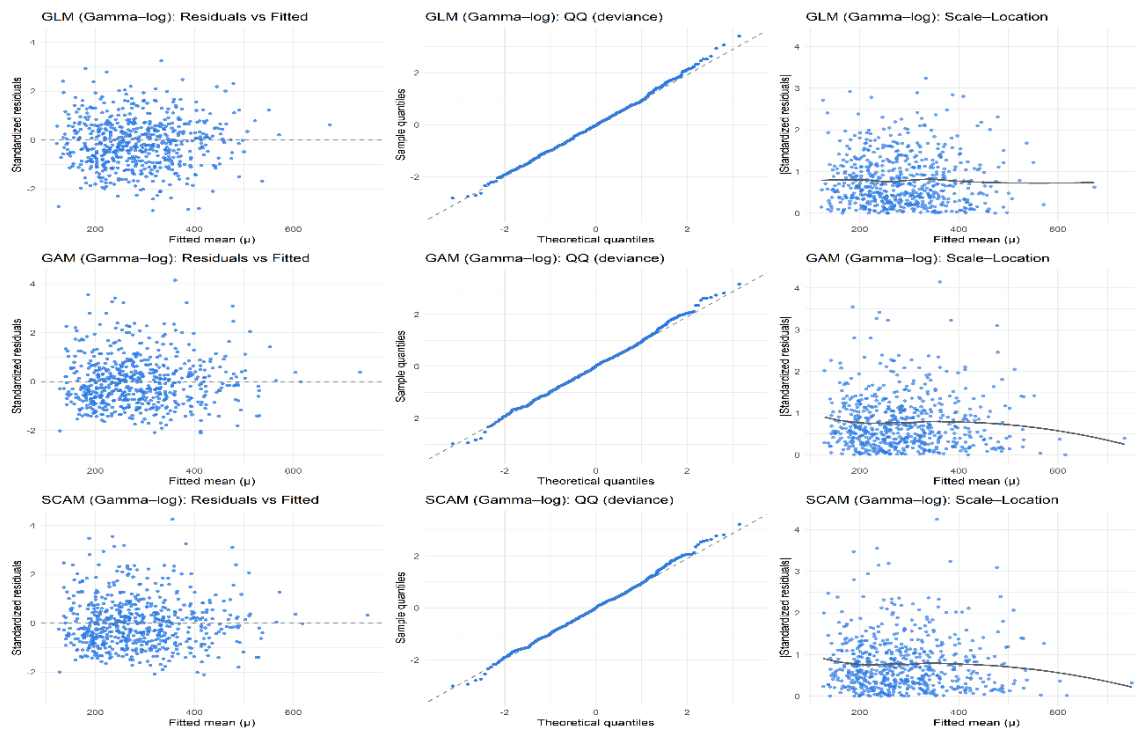 GLM (Gamma–log): Residuals vs Fitted
Standardized residuals
4
2
0
-2
200
400
600
Fitted mean (μ)
GLM (Gamma–log): QQ (deviance)
Sample quantiles
2
0
-2
-2
0
2
Theoretical quantiles
GLM (Gamma–log): Scale–Location
|Standardized residuals|
4
3
2
1
0
200
400
600
Fitted mean (μ)
GAM (Gamma–log): Residuals vs Fitted
Standardized residuals
4
2
0
-2
200
400
600
Fitted mean (μ)
GAM (Gamma–log): QQ (deviance)
Sample quantiles
2
0
-2
-2
0
2
Theoretical quantiles
GAM (Gamma–log): Scale–Location
|Standardized residuals|
4
3
2
1
0
200
400
600
Fitted mean (μ)
SCAM (Gamma–log): Residuals vs Fitted
Standardized residuals
4
2
0
-2
200
400
600
Fitted mean (μ)
SCAM (Gamma–log): QQ (deviance)
Sample quantiles
2
0
-2
-2
0
2
Theoretical quantiles
SCAM (Gamma–log): Scale–Location
|Standardized residuals|
4
3
2
1
0
200
400
600
Fitted mean (μ)